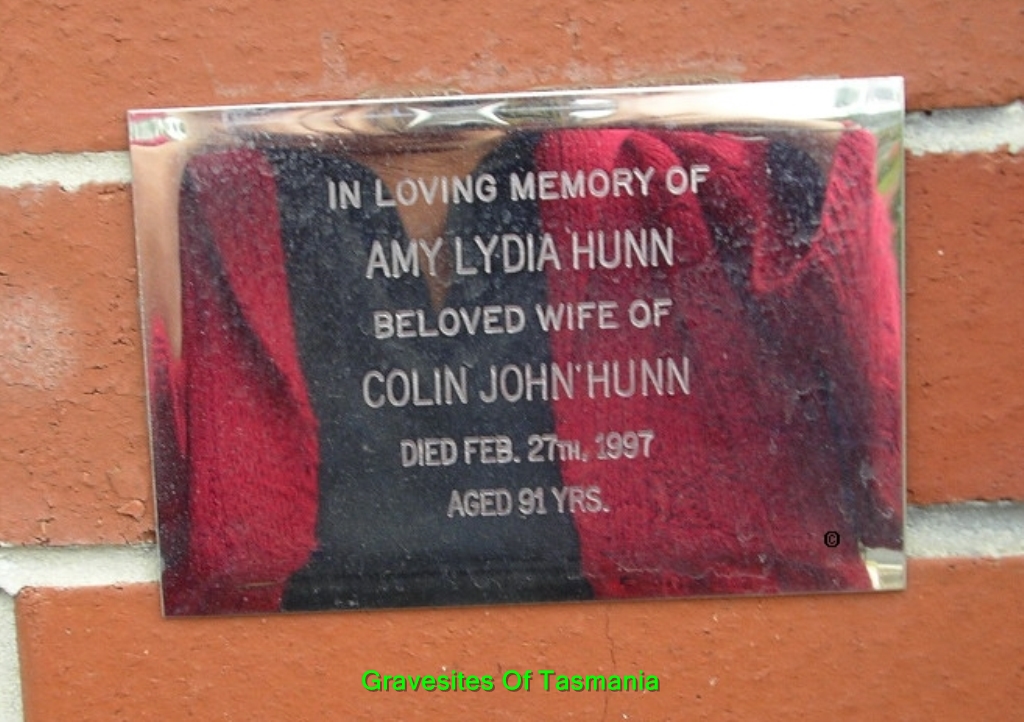 IN LOVING MEMORY OF
AMY LYDIA HUNN
BELOVED WIFE OF
COLIN JOHN HUNN
DIED FEB. 27TH. 1997
AGED 91 YRS.
©
Gravesites Of Tasmania